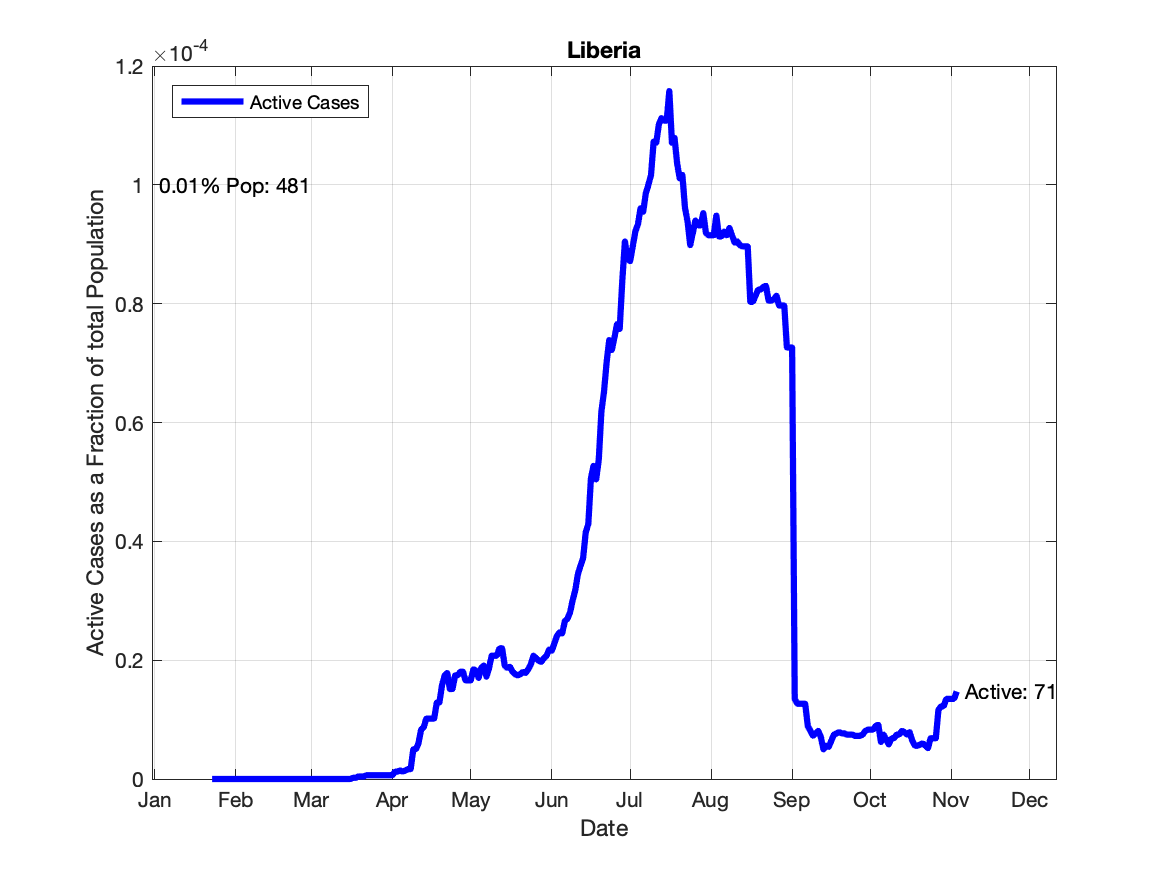 Liberia
×10-4
1.2
1
0.8
0.6
0.4
0.2
0
Active Cases as a Fraction of total Population
Active Cases
0.01% Pop: 481
Active: 71
Jan Feb Mar Apr May Jun Jul Aug Sep Oct Nov Dec
Date